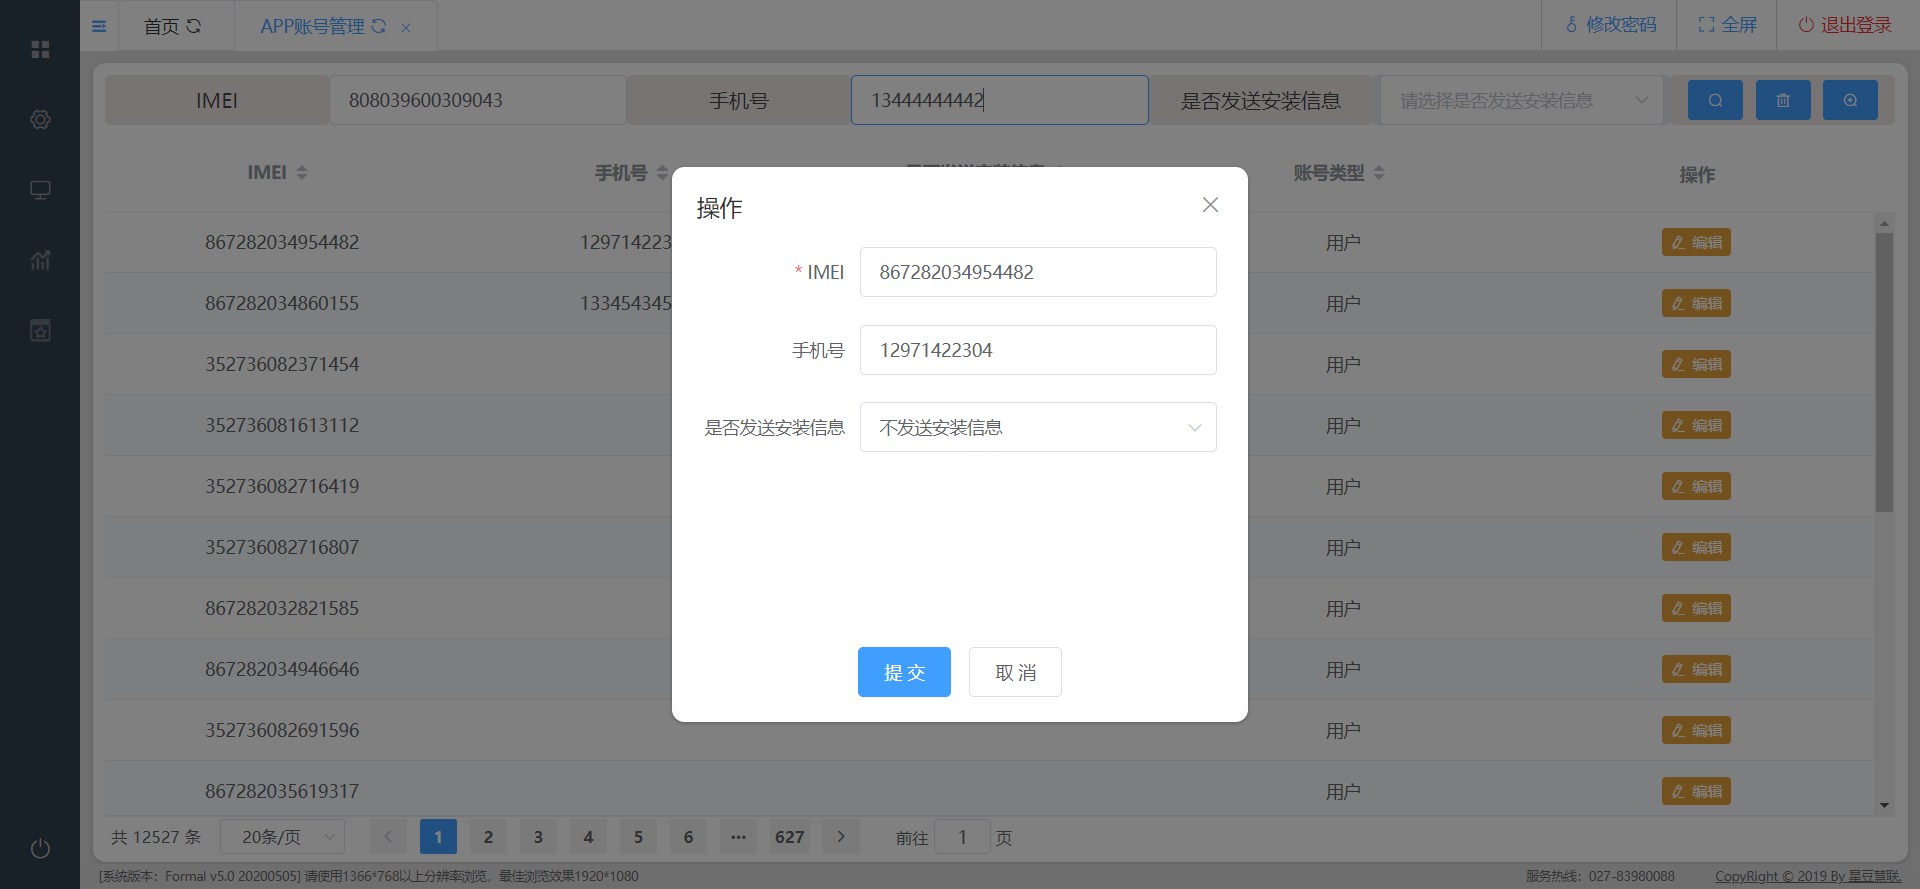 首页
APP账号管理
修改密码
全屏
退出登录
IMEI 808039600309043 手机号 13444444442 是否发送安装信息 请选择是否发送安装信息
IMEI 手机号 账号类型 操作
867282034954482 129714223 用户 编辑
867282034860155 133454345 用户 编辑
352736082371454 用户 编辑
352736081613112 用户 编辑
352736082716419 用户 编辑
352736082716807 用户 编辑
867282032821585 用户 编辑
867282034946646 用户 编辑
352736082691596 用户 编辑
867282035619317 用户 编辑
操作
* IMEI 867282034954482
手机号 12971422304
是否发送安装信息 不发送安装信息
提交 取消
共 12527 条 20条/页 1 2 3 4 5 6 ··· 627 前往 1 页
[系统版本：Formal v5.0 20200505] 请使用1366*768以上分辨率浏览，最佳浏览效果1920*1080
服务热线：027-83980088 CopyRight © 2019 By 星豆慧联.